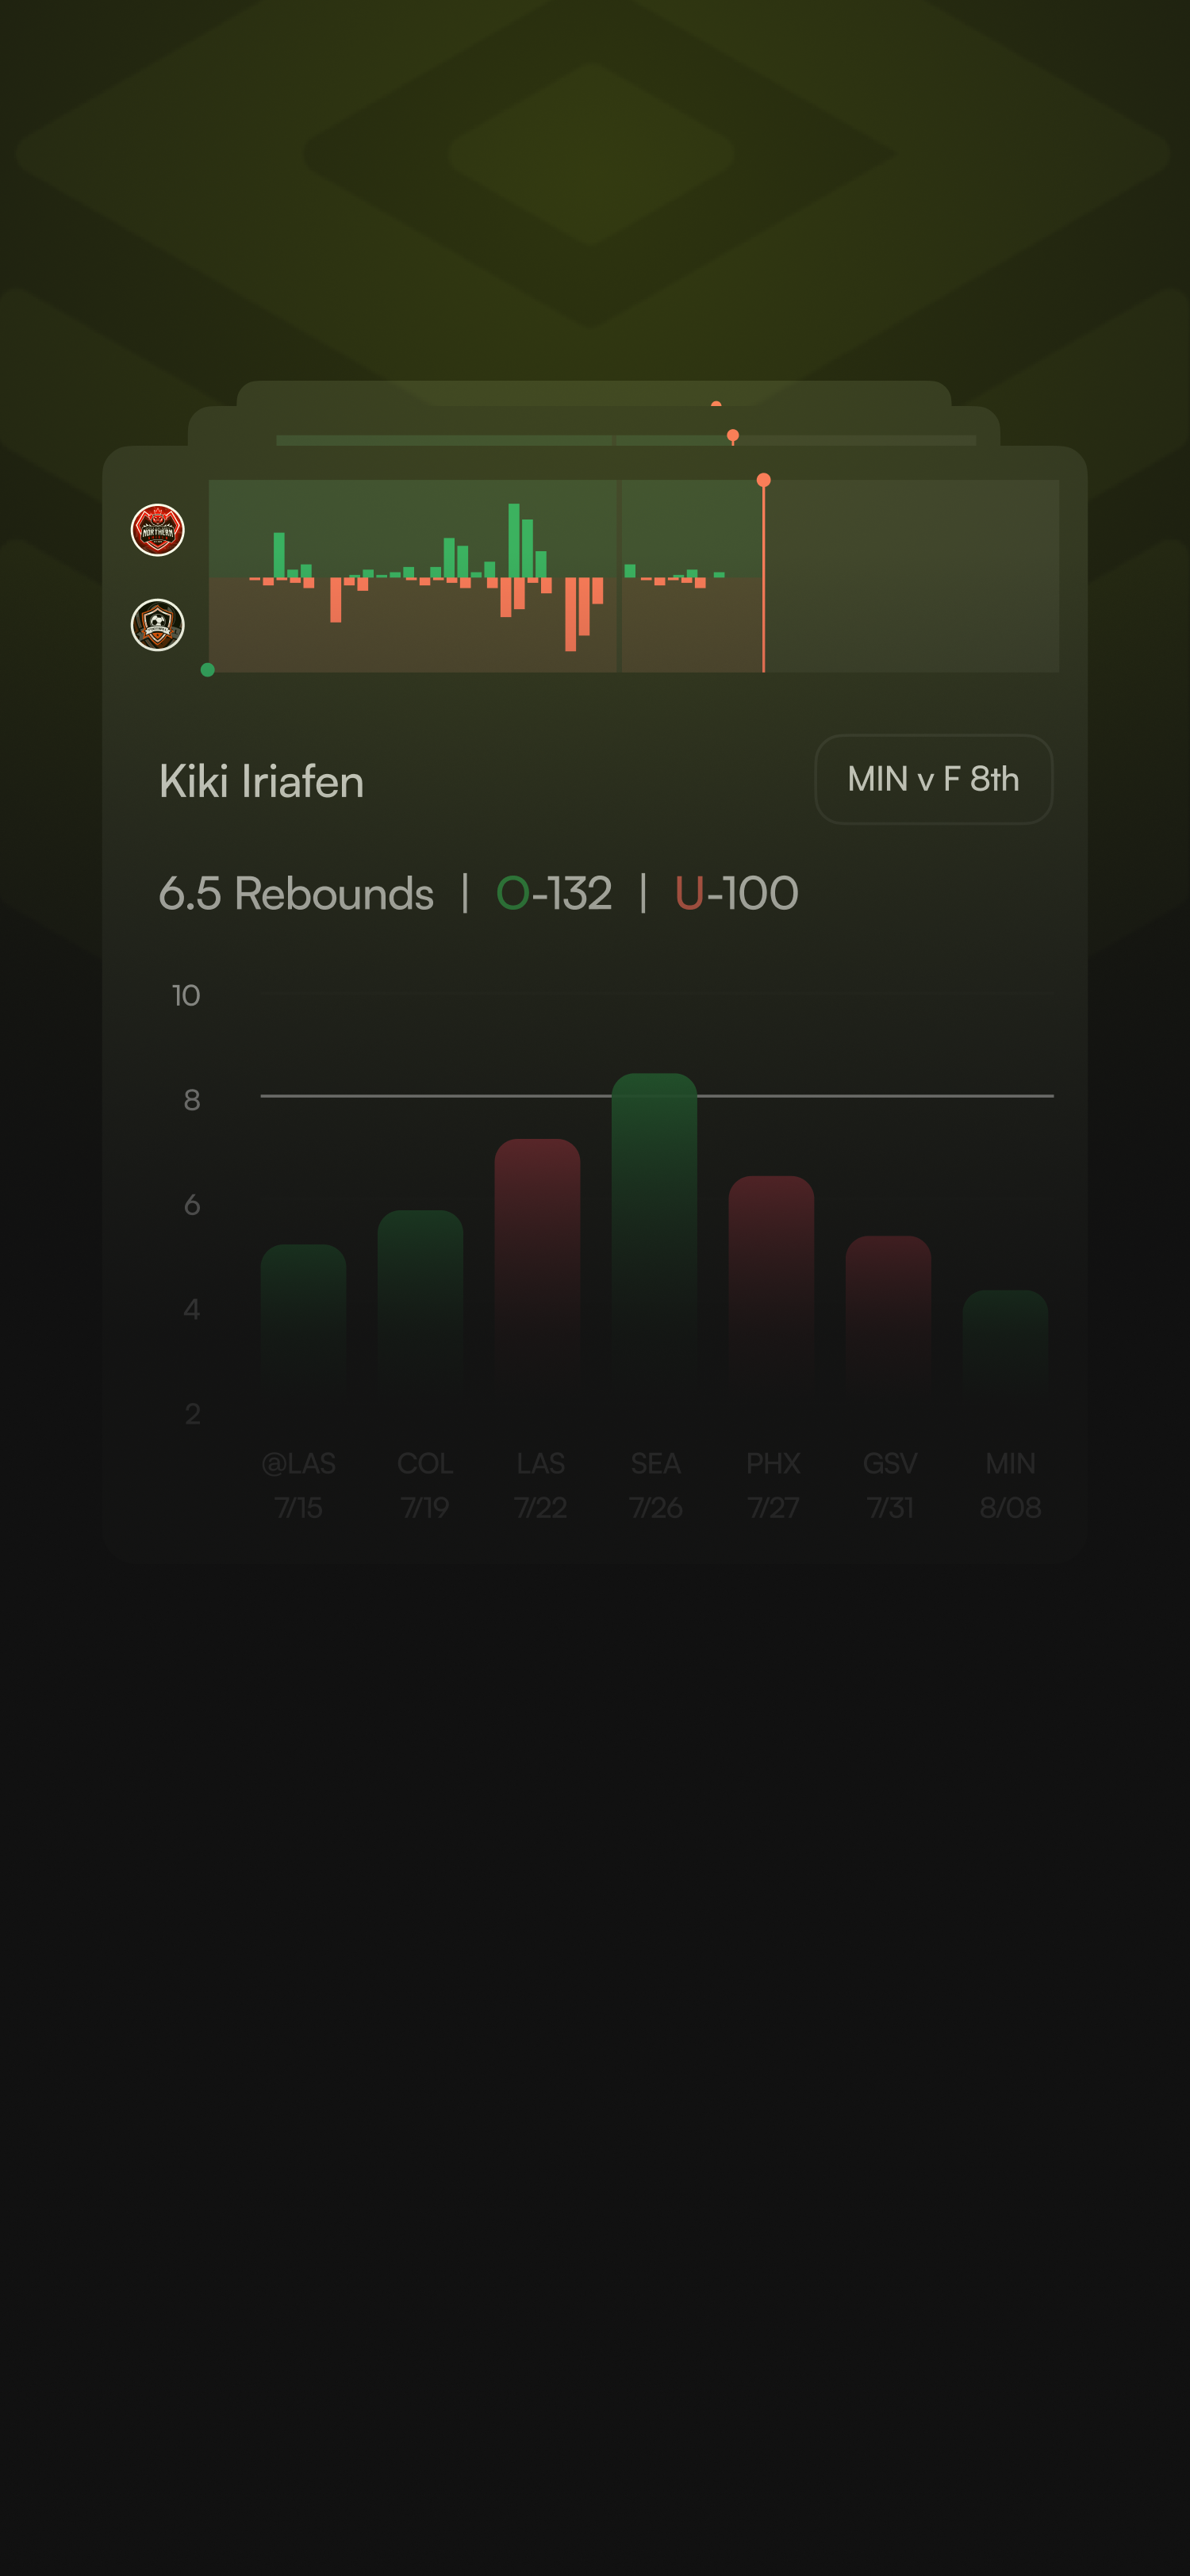 NORTHERN
Kiki Iriafen
MIN v F 8th
6.5 Rebounds | O-132 | U-100
10
8
6
4
2
@LAS COL LAS SEA PHX GSV MIN
7/15 7/19 7/22 7/26 7/27 7/31 8/08